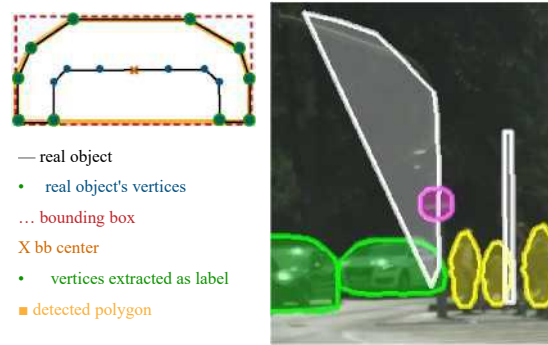 — real object
• real object's vertices
... bounding box
X bb center
• vertices extracted as label
■ detected polygon